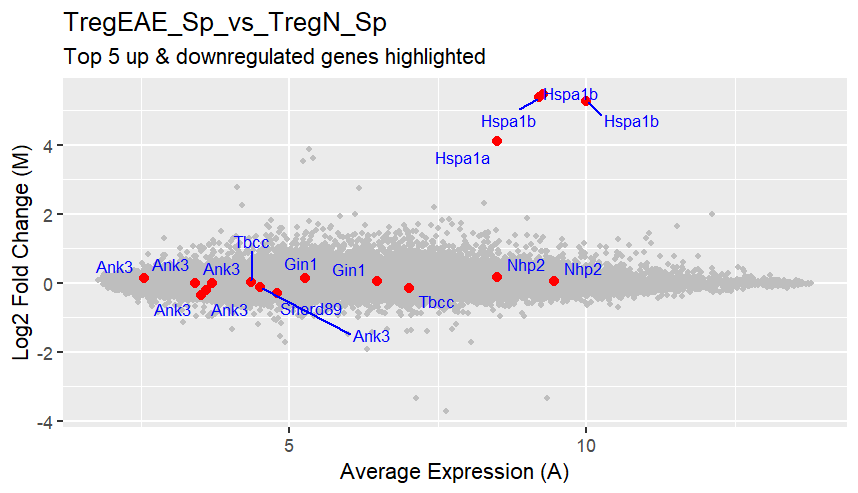 TregEAE_Sp_vs_TregN_Sp
Top 5 up & downregulated genes highlighted
Log2 Fold Change (M)
4
2
0
-2
-4
Hspa1b
Hspa1b
Hspa1b
Hspa1a
Tbcc
Ank3
Ank3
Ank3
Gin1
Gin1
Nhp2
Nhp2
Ank3
Ank3
Shord89
Tbcc
Ank3
5
10
Average Expression (A)